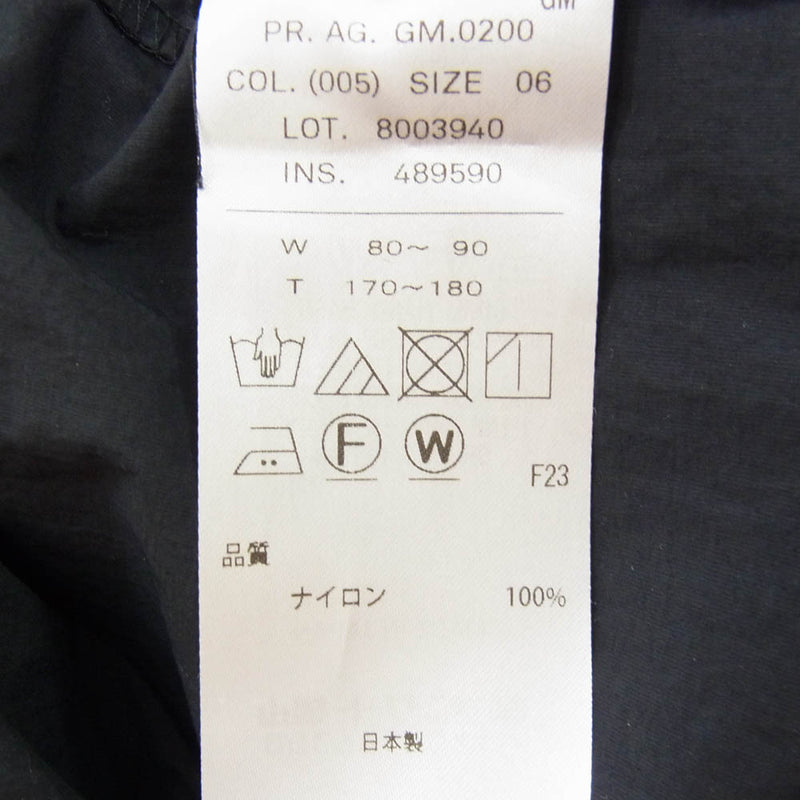 GM
PR. AG. GM.0200
COL. (005) SIZE 06
LOT. 8003940
INS. 489590
W 80～ 90
T 170～180
F W
F23
品質
ナイロン 100%
日本製